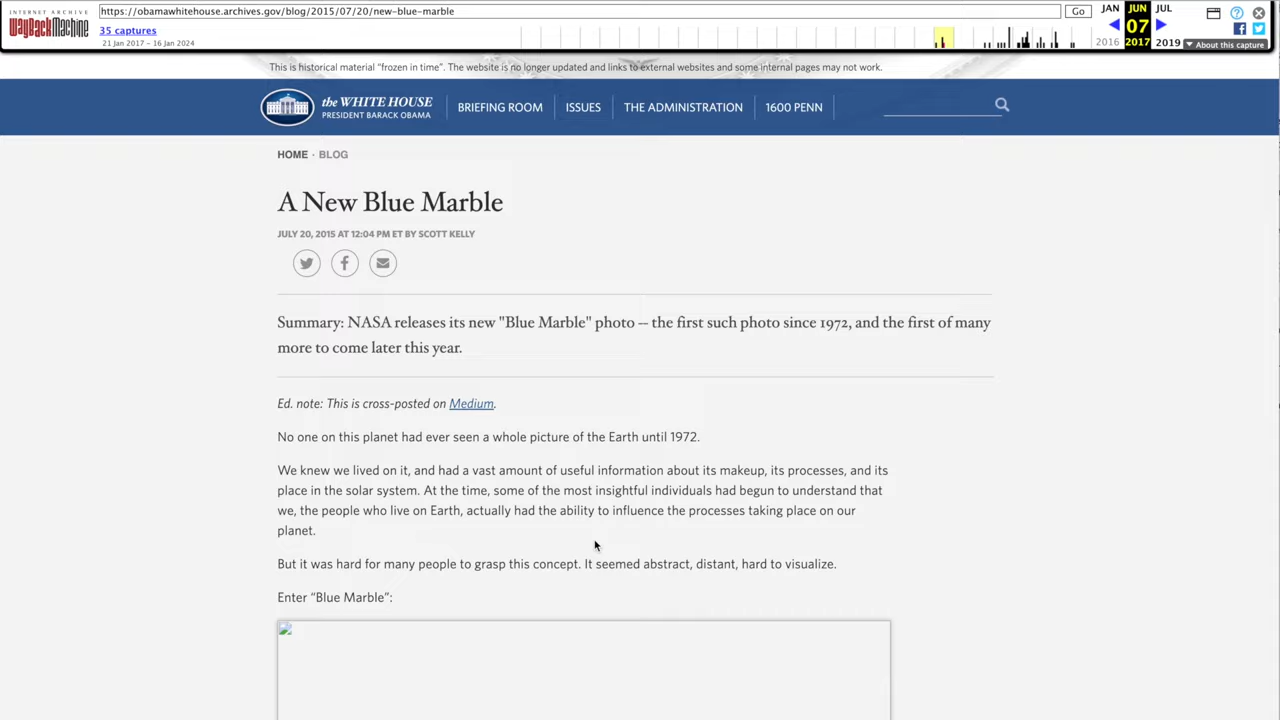 INTERNET ARCHIVE
WayBackMachine
https://obamawhitehouse.archives.gov/blog/2015/07/20/new-blue-marble
Go
JAN
JUN
JUL
35 captures
07
21 Jan 2017 – 16 Jan 2024
2016
2017
2019
About this capture
This is historical material "frozen in time". The website is no longer updated and links to external websites and some internal pages may not work.
the WHITE HOUSE
PRESIDENT BARACK OBAMA
BRIEFING ROOM
ISSUES
THE ADMINISTRATION
1600 PENN
HOME · BLOG
A New Blue Marble
JULY 20, 2015 AT 12:04 PM ET BY SCOTT KELLY
Summary: NASA releases its new "Blue Marble" photo -- the first such photo since 1972, and the first of many
more to come later this year.
Ed. note: This is cross-posted on Medium.
No one on this planet had ever seen a whole picture of the Earth until 1972.
We knew we lived on it, and had a vast amount of useful information about its makeup, its processes, and its
place in the solar system. At the time, some of the most insightful individuals had begun to understand that
we, the people who live on Earth, actually had the ability to influence the processes taking place on our
planet.
But it was hard for many people to grasp this concept. It seemed abstract, distant, hard to visualize.
Enter “Blue Marble”: